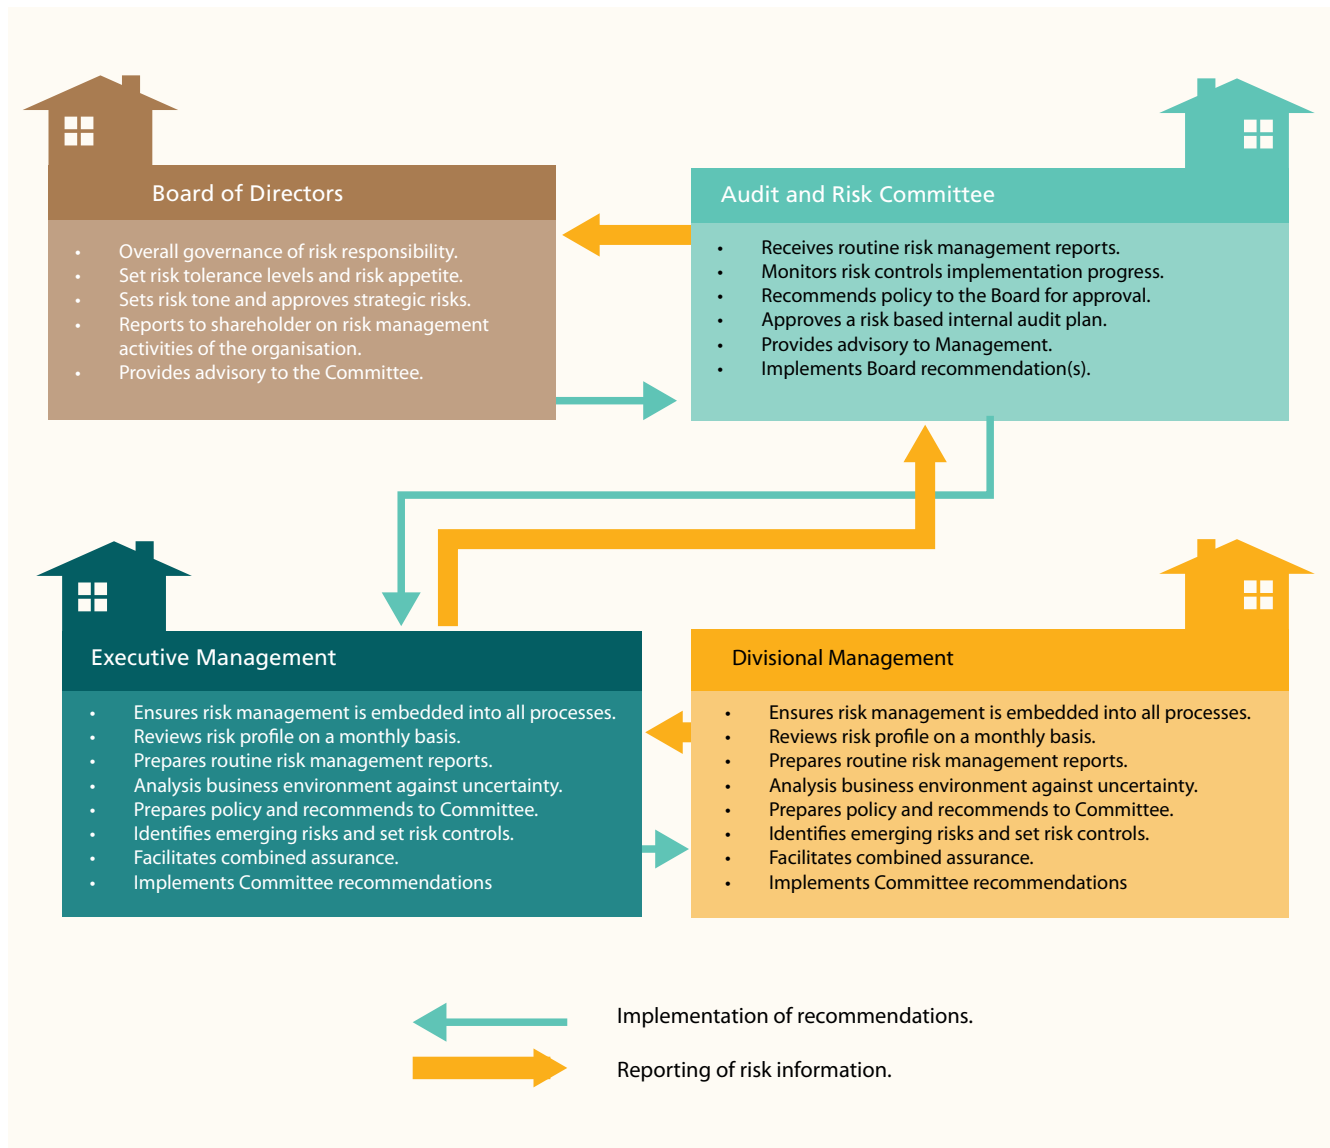 Board of Directors
• Overall governance of risk responsibility.
• Set risk tolerance levels and risk appetite.
• Sets risk tone and approves strategic risks.
• Reports to shareholder on risk management
activities of the organisation.
• Provides advisory to the Committee.
Audit and Risk Committee
• Receives routine risk management reports.
• Monitors risk controls implementation progress.
• Recommends policy to the Board for approval.
• Approves a risk based internal audit plan.
• Provides advisory to Management.
• Implements Board recommendation(s).
Executive Management
• Ensures risk management is embedded into all processes.
• Reviews risk profile on a monthly basis.
• Prepares routine risk management reports.
• Analysis business environment against uncertainty.
• Prepares policy and recommends to Committee.
• Identifies emerging risks and set risk controls.
• Facilitates combined assurance.
• Implements Committee recommendations
Divisional Management
• Ensures risk management is embedded into all processes.
• Reviews risk profile on a monthly basis.
• Prepares routine risk management reports.
• Analysis business environment against uncertainty.
• Prepares policy and recommends to Committee.
• Identifies emerging risks and set risk controls.
• Facilitates combined assurance.
• Implements Committee recommendations
Implementation of recommendations.
Reporting of risk information.